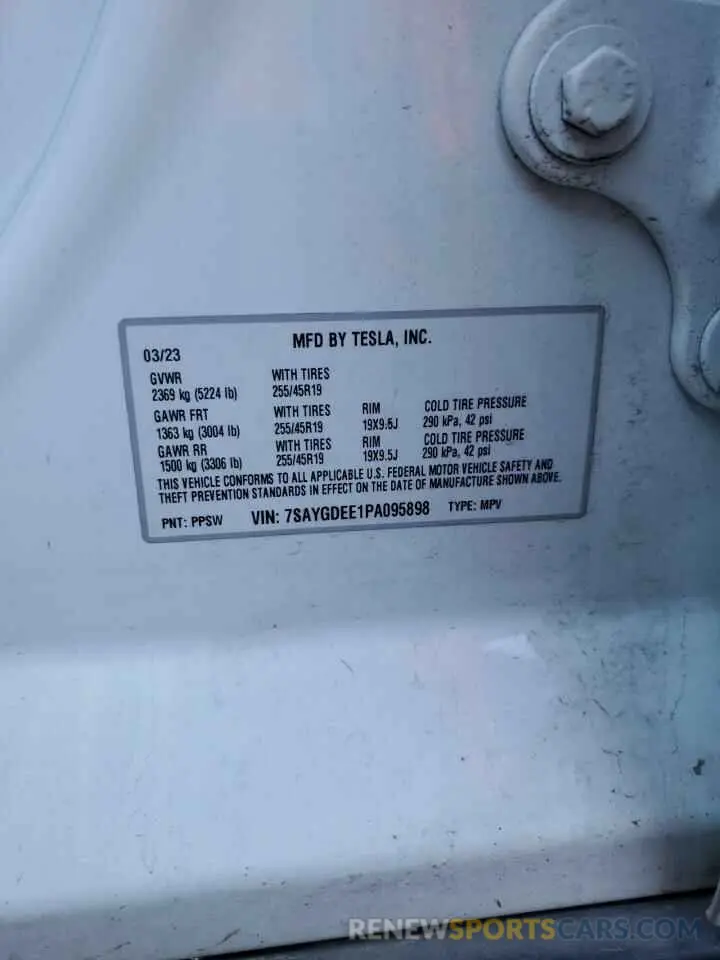 MFD BY TESLA, INC.
03/23
GVWR WITH TIRES
2369 kg (5224 lb) 255/45R19
GAWR FRT WITH TIRES RIM COLD TIRE PRESSURE
1363 kg (3004 lb) 255/45R19 19X9.5J 290 kPa, 42 psi
GAWR RR WITH TIRES RIM COLD TIRE PRESSURE
1500 kg (3306 lb) 255/45R19 19X9.5J 290 kPa, 42 psi
THIS VEHICLE CONFORMS TO ALL APPLICABLE U.S. FEDERAL MOTOR VEHICLE SAFETY AND
THEFT PREVENTION STANDARDS IN EFFECT ON THE DATE OF MANUFACTURE SHOWN ABOVE.
PNT: PPSW VIN: 7SAYGDEE1PA095898 TYPE: MPV
RENEWSPORTSCARS.COM